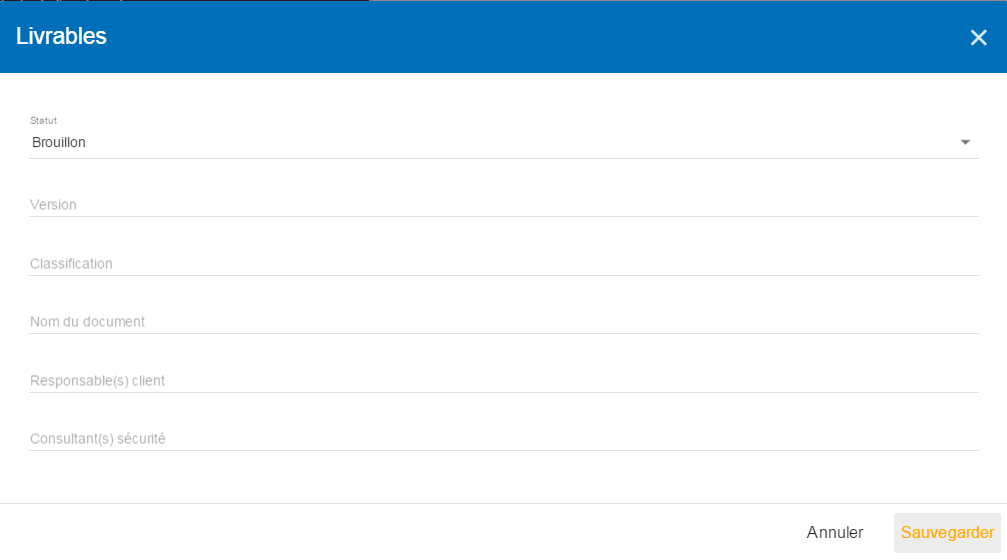 Livrables
Statut
Brouillon
Version
Classification
Nom du document
Responsable(s) client
Consultant(s) sécurité
Annuler
Sauvegarder